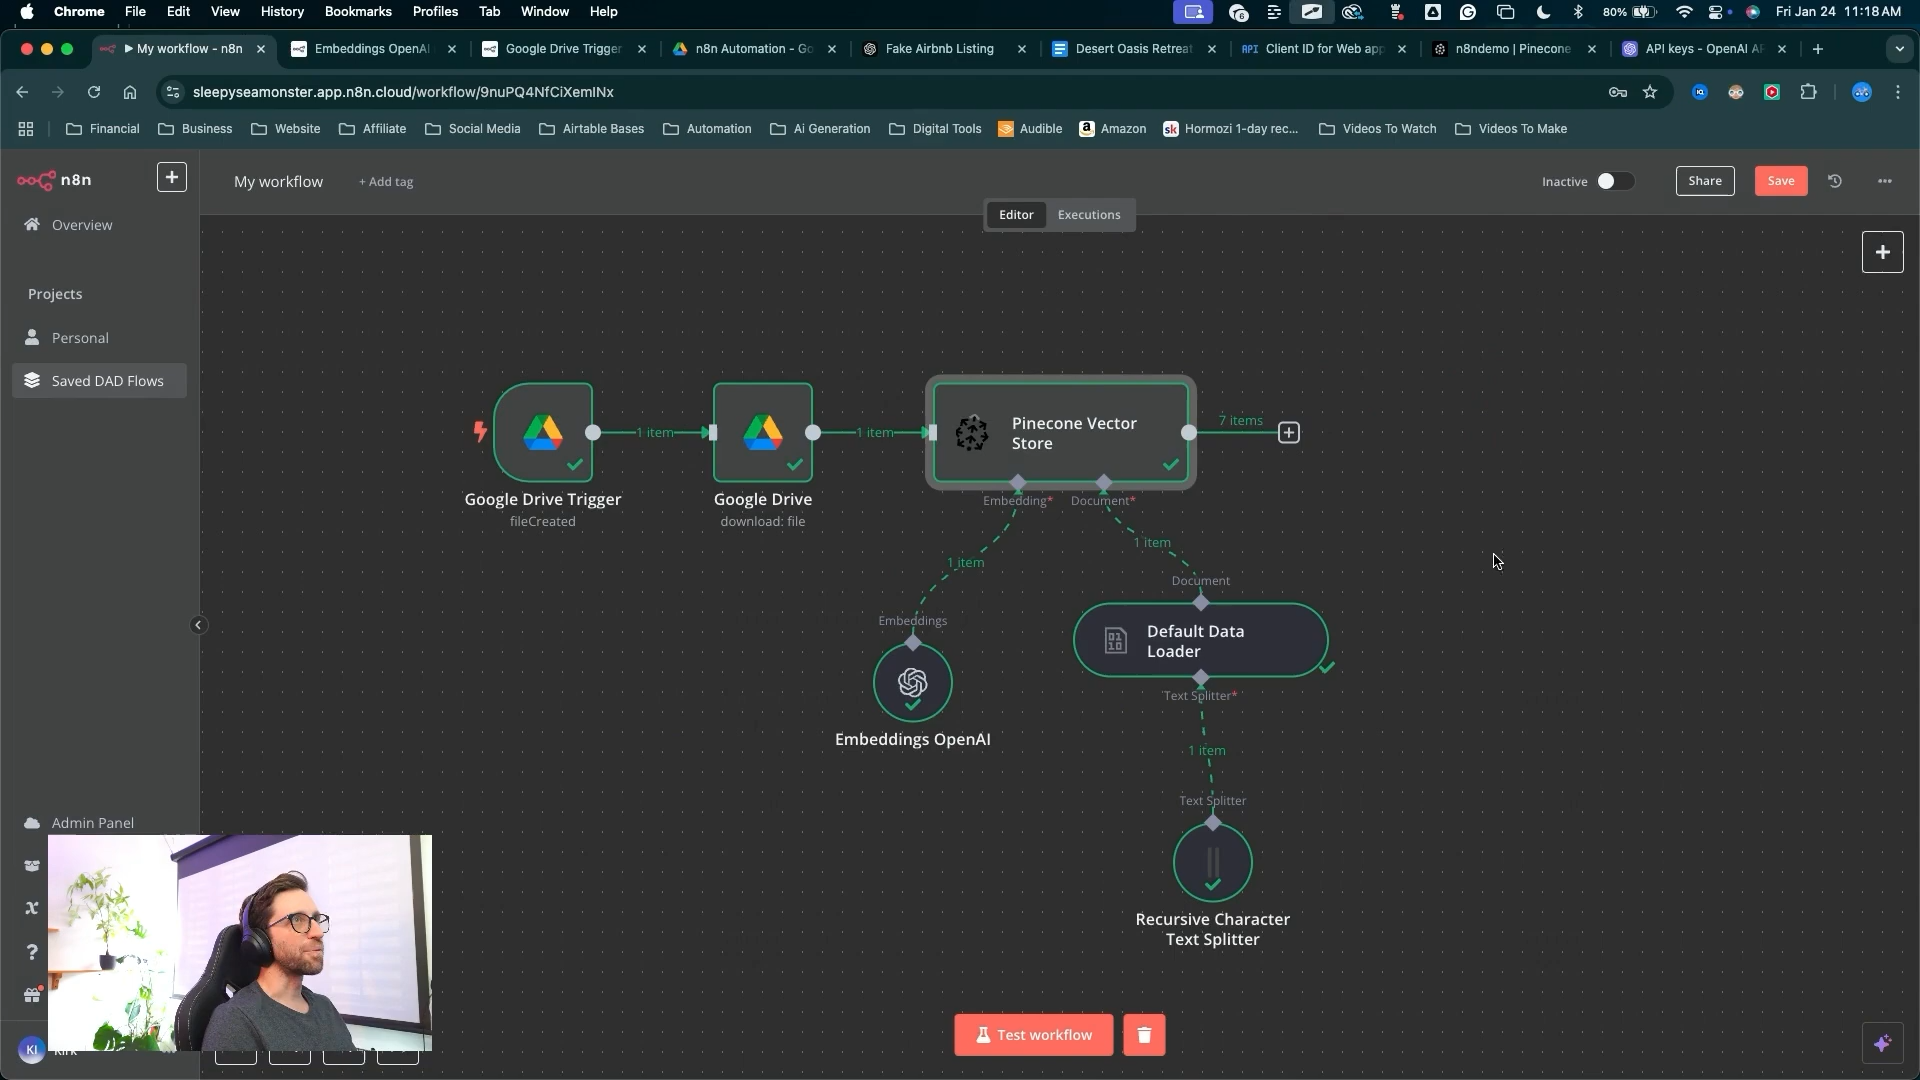 Chrome File Edit View History Bookmarks Profiles Tab Window Help 6 80% Fri Jan 24 11:18 AM
My workflow - n8n Embeddings OpenAI Google Drive Trigger n8n Automation - Go Fake Airbnb Listing Desert Oasis Retreat API Client ID for Web app n8ndemo | Pinecone API keys - OpenAI AP
sleepyseamonster.app.n8n.cloud/workflow/9nuPQ4NfCiXemINx
Financial Business Website Affiliate Social Media Airtable Bases Automation Ai Generation Digital Tools Audible Amazon sk Hormozi 1-day rec... Videos To Watch Videos To Make
n8n
My workflow + Add tag Inactive Share Save
Editor Executions
Overview
Projects
Personal
Saved DAD Flows
Admin Panel
KI
1 item
1 item
7 items
Pinecone Vector
Store
Google Drive Trigger
fileCreated
Google Drive
download: file
Embedding*
Document*
1 item
1 item
Embeddings
Document
Default Data
Loader
Text Splitter*
Embeddings OpenAI
1 item
Text Splitter
Recursive Character
Text Splitter
Test workflow